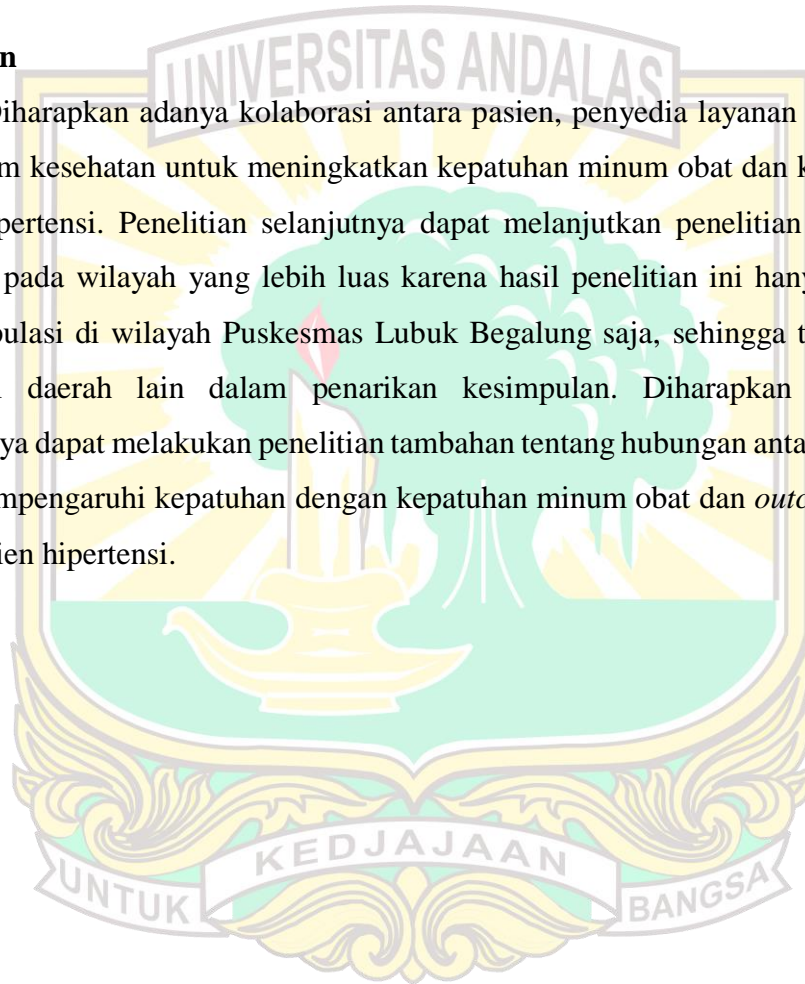 UNIVERSITAS ANDALAS
n
Diharapkan adanya kolaborasi antara pasien, penyedia layanan
m kesehatan untuk meningkatkan kepatuhan minum obat dan k
pertensi. Penelitian selanjutnya dapat melanjutkan penelitian
pada wilayah yang lebih luas karena hasil penelitian ini hany
pulasi di wilayah Puskesmas Lubuk Begalung saja, sehingga t
daerah lain dalam penarikan kesimpulan. Diharapkan
ya dapat melakukan penelitian tambahan tentang hubungan anta
mpengaruhi kepatuhan dengan kepatuhan minum obat dan outc
ien hipertensi.
UNTUK KEDJAJAAN BANGSA